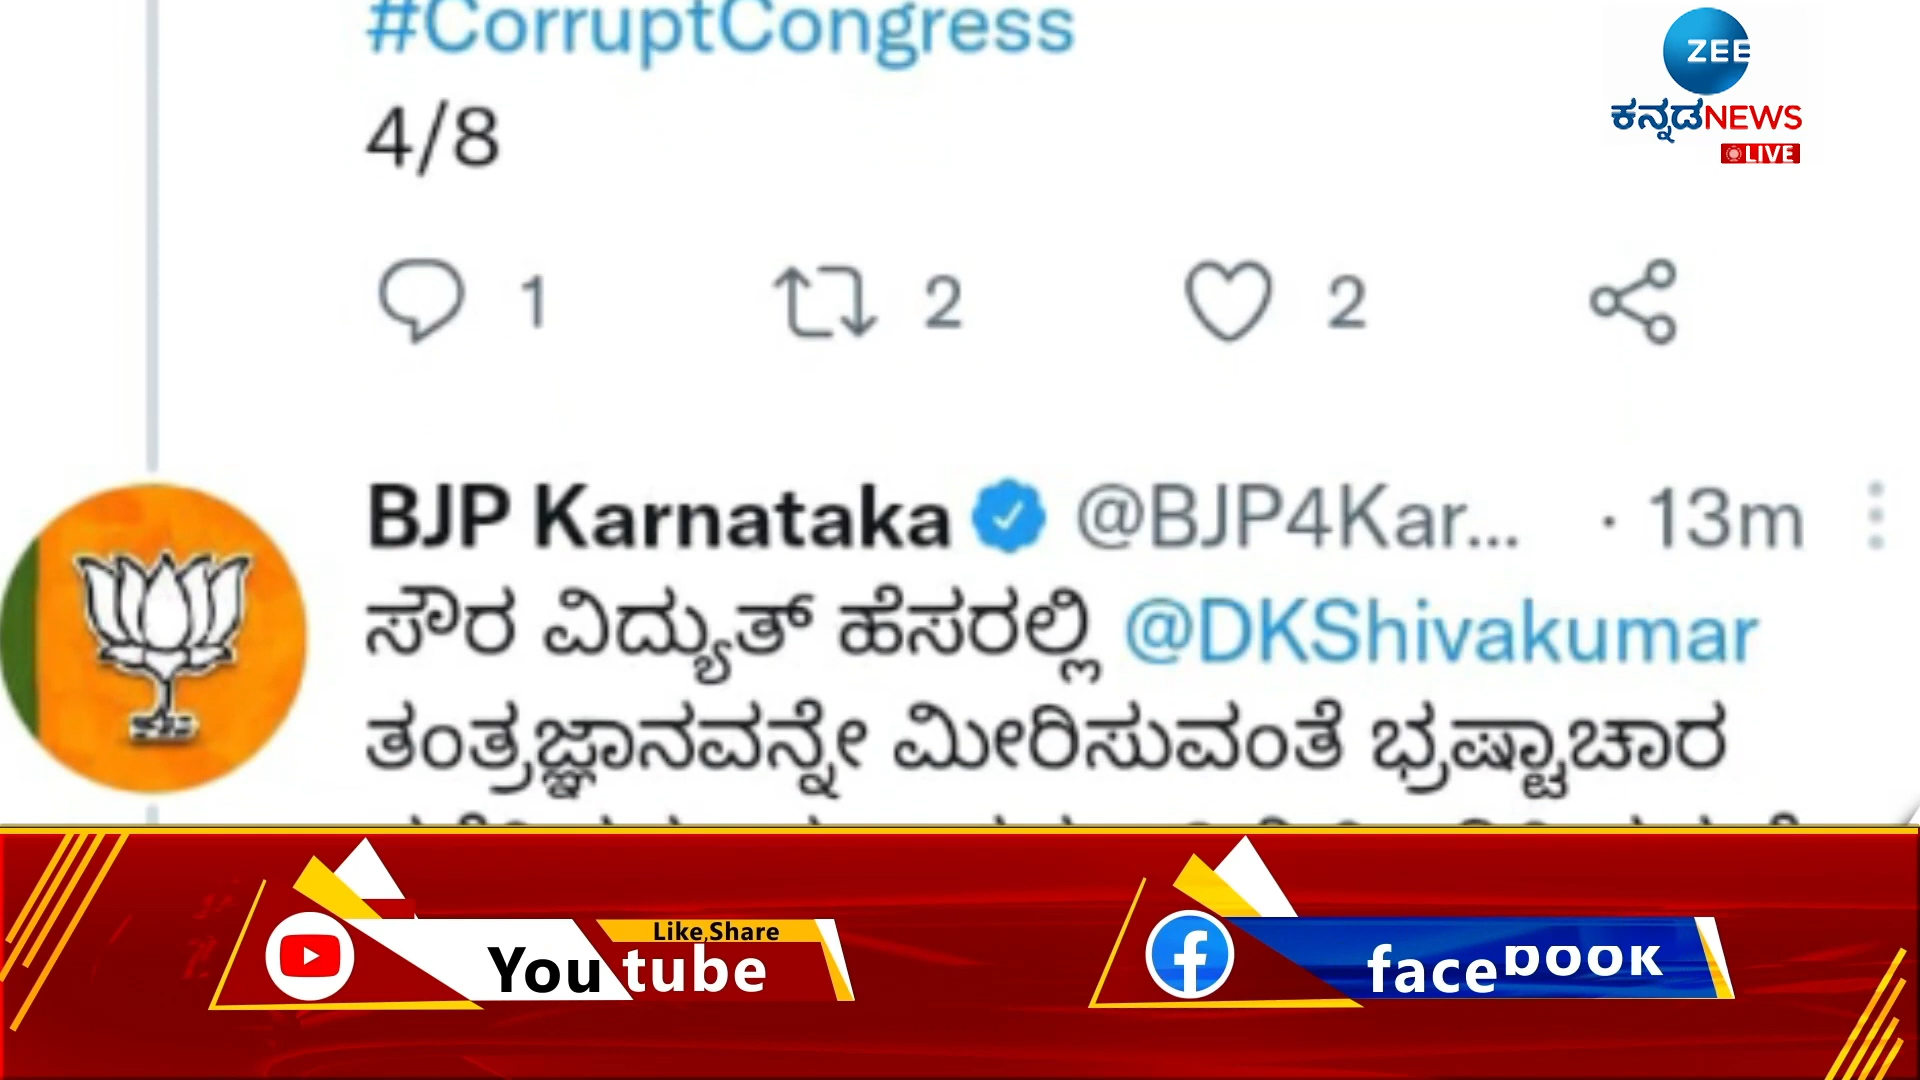 #CorruptCongress
ZEE
4/8
ಕನ್ನಡNEWS
LIVE
1
2
2
BJP Karnataka @BJP4Kar... · 13m
ಸೌರ ವಿದ್ಯುತ್ ಹೆಸರಲ್ಲಿ @DKShivakumar
ತಂತ್ರಜ್ಞಾನವನ್ನೇ ಮೀರಿಸುವಂತೆ ಭ್ರಷ್ಟಾಚಾರ
Like,Share
You tube
facebook